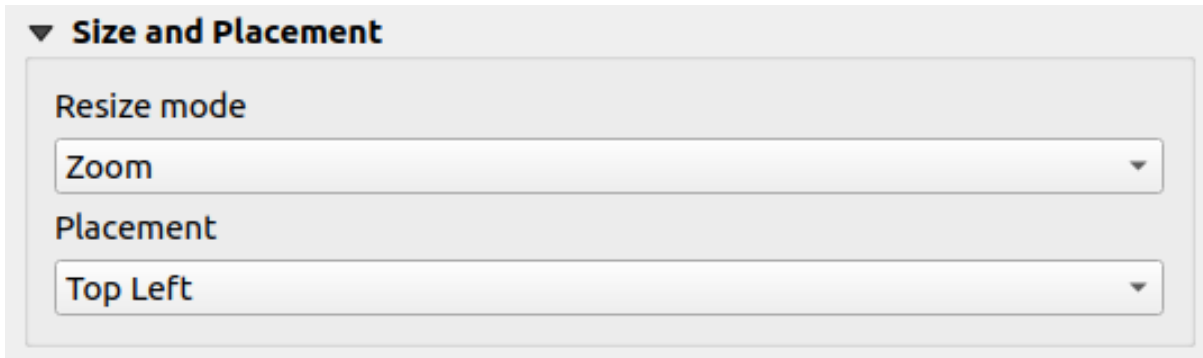 Size and Placement
Resize mode
Zoom
Placement
Top Left